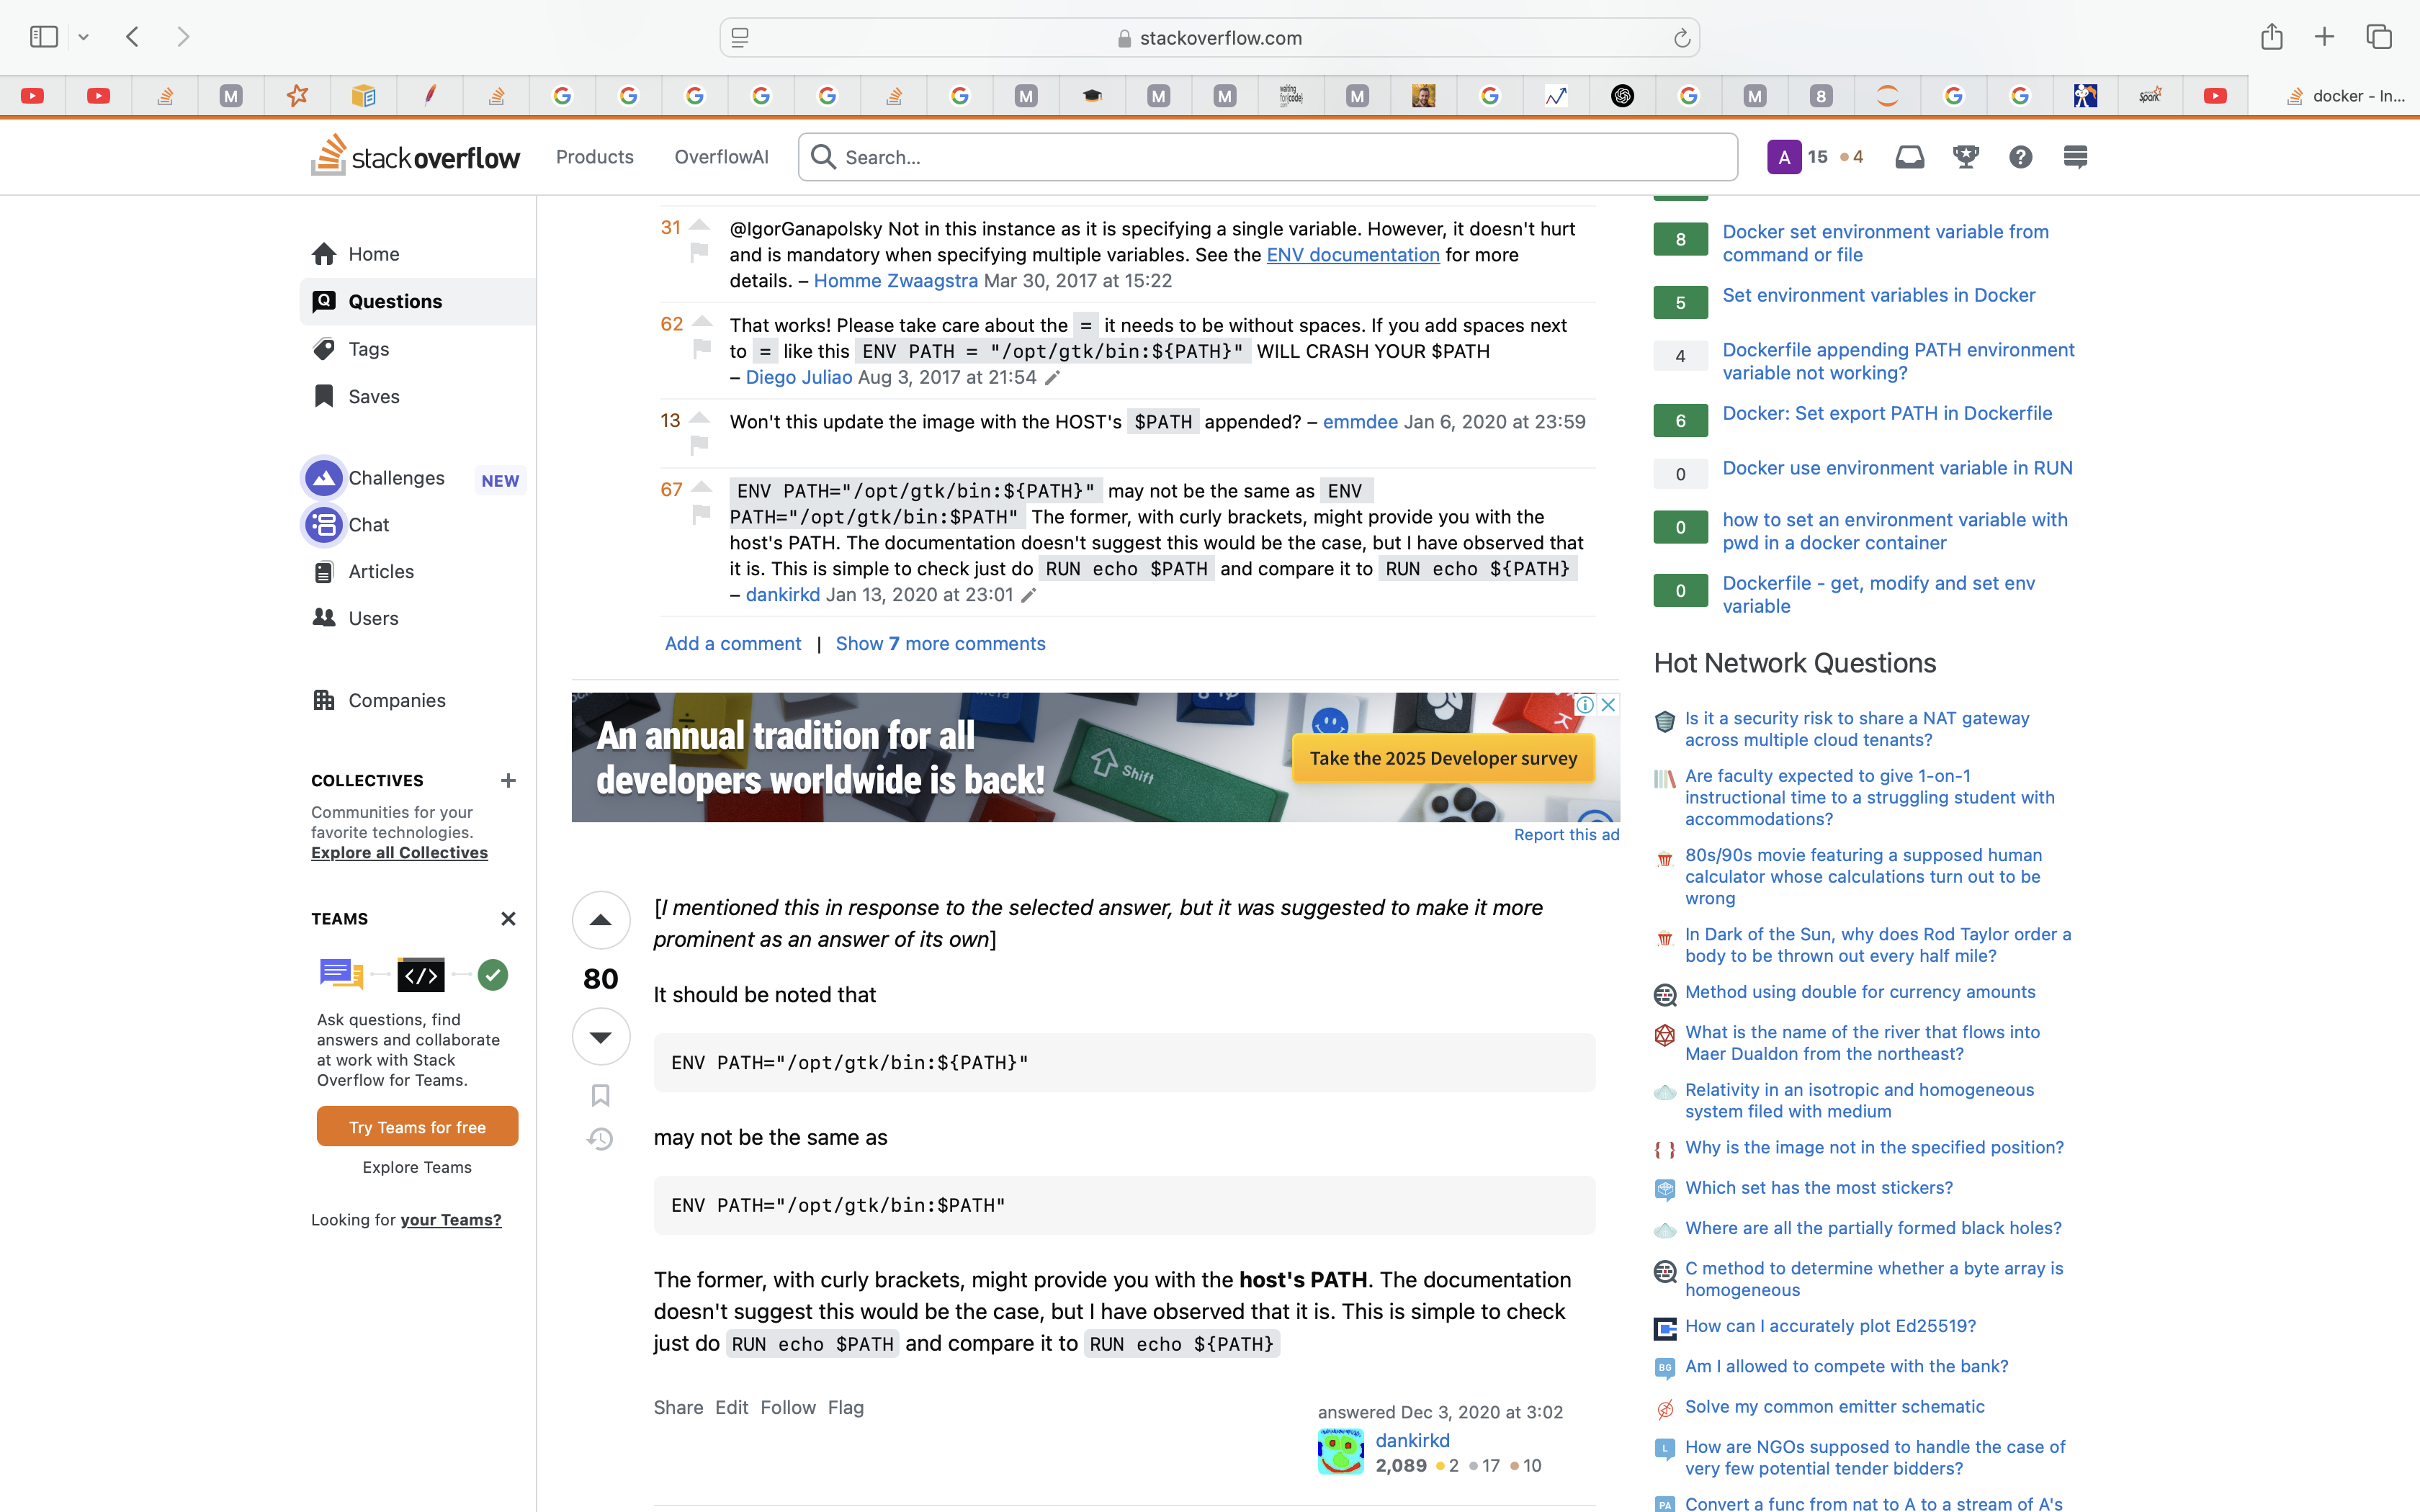 stackoverflow.com
docker - In...
stackoverflow
Products
OverflowAI
Search...
A 15 4
Home
Questions
Tags
Saves
Challenges NEW
Chat
Articles
Users
Companies
COLLECTIVES
Communities for your
favorite technologies.
Explore all Collectives
TEAMS
Ask questions, find
answers and collaborate
at work with Stack
Overflow for Teams.
Try Teams for free
Explore Teams
Looking for your Teams?
31 @IgorGanapolsky Not in this instance as it is specifying a single variable. However, it doesn't hurt
and is mandatory when specifying multiple variables. See the ENV documentation for more
details. – Homme Zwaagstra Mar 30, 2017 at 15:22
62 That works! Please take care about the = it needs to be without spaces. If you add spaces next
to = like this ENV PATH = "/opt/gtk/bin:${PATH}" WILL CRASH YOUR $PATH
– Diego Juliao Aug 3, 2017 at 21:54
13 Won't this update the image with the HOST's $PATH appended? – emmdee Jan 6, 2020 at 23:59
67 ENV PATH="/opt/gtk/bin:${PATH}" may not be the same as ENV
PATH="/opt/gtk/bin:$PATH" The former, with curly brackets, might provide you with the
host's PATH. The documentation doesn't suggest this would be the case, but I have observed that
it is. This is simple to check just do RUN echo $PATH and compare it to RUN echo ${PATH}
– dankirkd Jan 13, 2020 at 23:01
Add a comment | Show 7 more comments
An annual tradition for all
developers worldwide is back!
Shift
Take the 2025 Developer survey
Report this ad
[I mentioned this in response to the selected answer, but it was suggested to make it more
prominent as an answer of its own]
80
It should be noted that
ENV PATH="/opt/gtk/bin:${PATH}"
may not be the same as
ENV PATH="/opt/gtk/bin:$PATH"
The former, with curly brackets, might provide you with the host's PATH. The documentation
doesn't suggest this would be the case, but I have observed that it is. This is simple to check
just do RUN echo $PATH and compare it to RUN echo ${PATH}
Share Edit Follow Flag
answered Dec 3, 2020 at 3:02
dankirkd
2,089 2 17 10
8 Docker set environment variable from
command or file
5 Set environment variables in Docker
4 Dockerfile appending PATH environment
variable not working?
6 Docker: Set export PATH in Dockerfile
0 Docker use environment variable in RUN
0 how to set an environment variable with
pwd in a docker container
0 Dockerfile - get, modify and set env
variable
Hot Network Questions
Is it a security risk to share a NAT gateway
across multiple cloud tenants?
Are faculty expected to give 1-on-1
instructional time to a struggling student with
accommodations?
80s/90s movie featuring a supposed human
calculator whose calculations turn out to be
wrong
In Dark of the Sun, why does Rod Taylor order a
body to be thrown out every half mile?
Method using double for currency amounts
What is the name of the river that flows into
Maer Dualdon from the northeast?
Relativity in an isotropic and homogeneous
system filed with medium
Why is the image not in the specified position?
Which set has the most stickers?
Where are all the partially formed black holes?
C method to determine whether a byte array is
homogeneous
How can I accurately plot Ed25519?
Am I allowed to compete with the bank?
Solve my common emitter schematic
How are NGOs supposed to handle the case of
very few potential tender bidders?
Convert a func from nat to A to a stream of A's